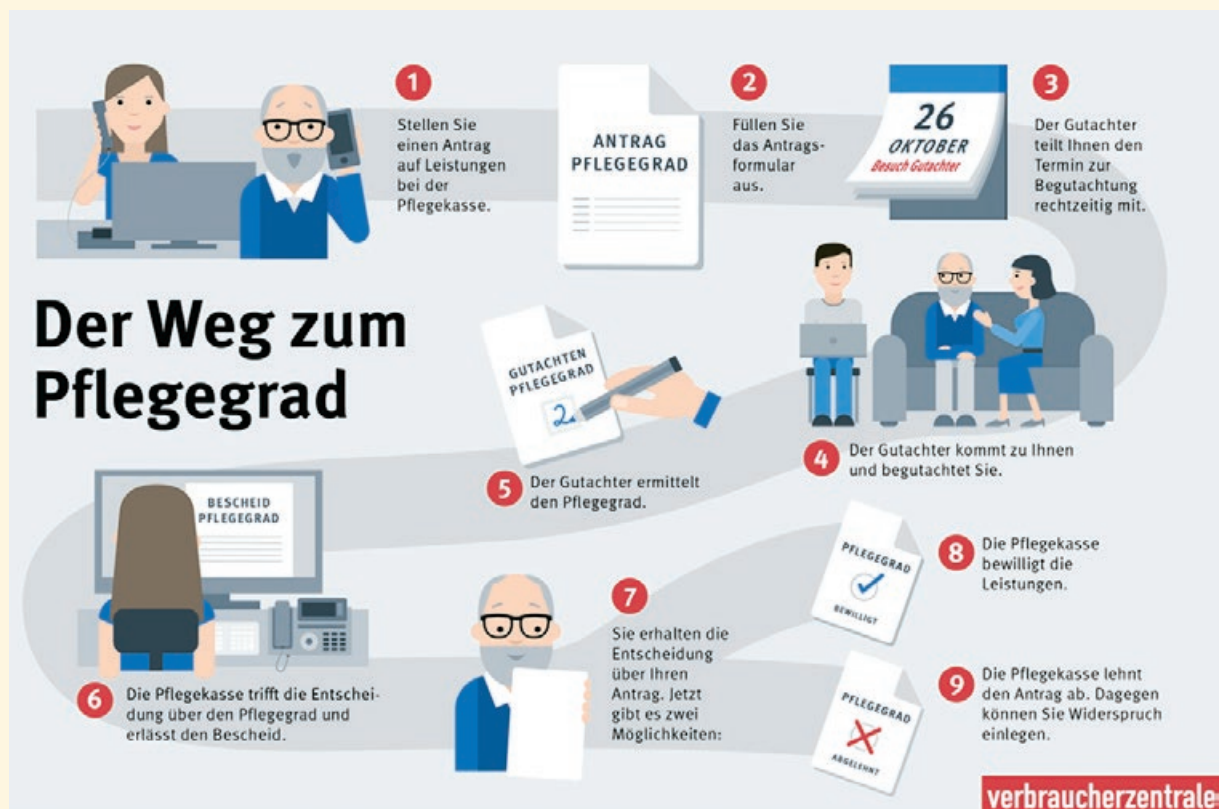 1
Stellen Sie
einen Antrag
auf Leistungen
bei der
Pflegekasse.
ANTRAG
PFLEGEGRAD
2
Füllen Sie
das Antrags-
formular
aus.
26
OKTOBER
Besuch Gutachter
3
Der Gutachter
teilt Ihnen den
Termin zur
Begutachtung
rechtzeitig mit.
Der Weg zum
Pflegegrad
4
Der Gutachter kommt zu Ihnen
und begutachtet Sie.
GUTACHTEN
PFLEGEGRAD
2
5
Der Gutachter ermittelt
den Pflegegrad.
BESCHEID
PFLEGEGRAD
6
Die Pflegekasse trifft die Entschei-
dung über den Pflegegrad und
erlässt den Bescheid.
7
Sie erhalten die
Entscheidung
über Ihren
Antrag. Jetzt
gibt es zwei
Möglichkeiten:
PFLEGEGRAD
BEWILLIGT
8
Die Pflegekasse
bewilligt die
Leistungen.
PFLEGEGRAD
ABGELEHNT
9
Die Pflegekasse lehnt
den Antrag ab. Dagegen
können Sie Widerspruch
einlegen.
verbraucherzentrale